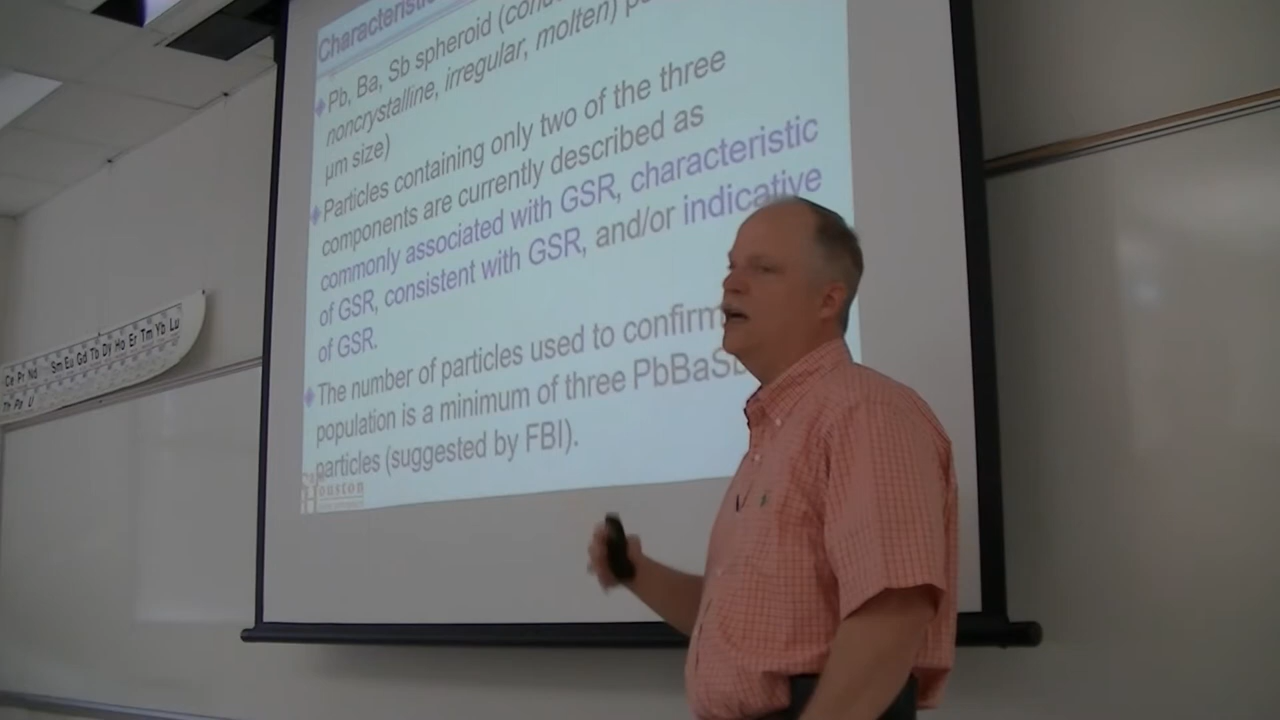 Characteristic
Pb, Ba, Sb spheroid
noncrystalline, irregular, molten)
µm size)
Particles containing only two of the three
components are currently described as
commonly associated with GSR, characteristic
of GSR, consistent with GSR, and/or indicative
of GSR.
The number of particles used to confirm
population is a minimum of three PbBaSb
particles (suggested by FBI).
Houston
Ce Pr Nd Sm Eu Gd Tb Dy Ho Er Tm Yb Lu
Th Pa U